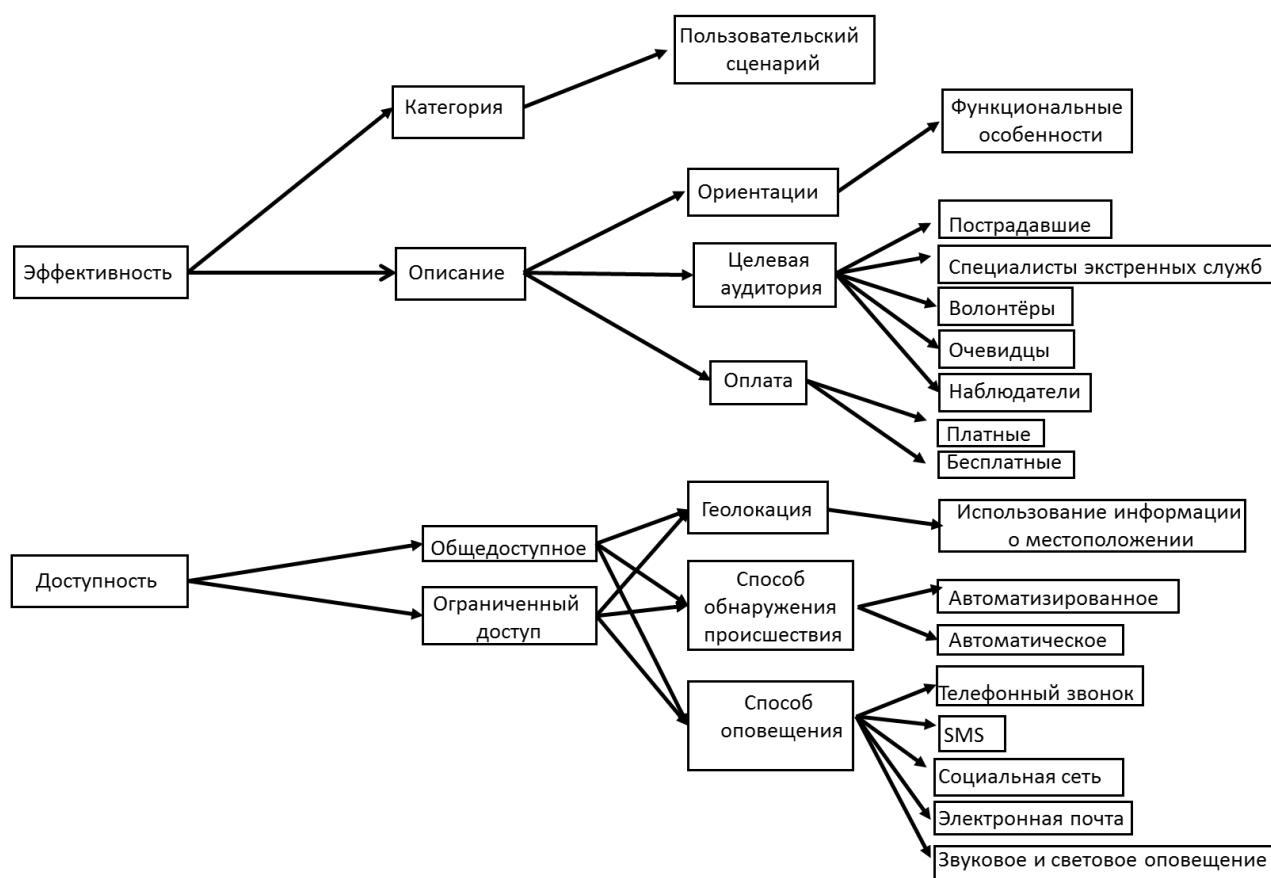 Пользовательский
сценарий
Категория
Функциональные
особенности
Ориентации
Пострадавшие
Эффективность
Описание
Целевая
аудитория
Специалисты экстренных служб
Волонтёры
Очевидцы
Оплата
Наблюдатели
Платные
Бесплатные
Геолокация
Использование информации
о местоположении
Общедоступное
Доступность
Ограниченный
доступ
Способ
обнаружения
происшествия
Автоматизированное
Автоматическое
Способ
оповещения
Телефонный звонок
SMS
Социальная сеть
Электронная почта
Звуковое и световое оповещение